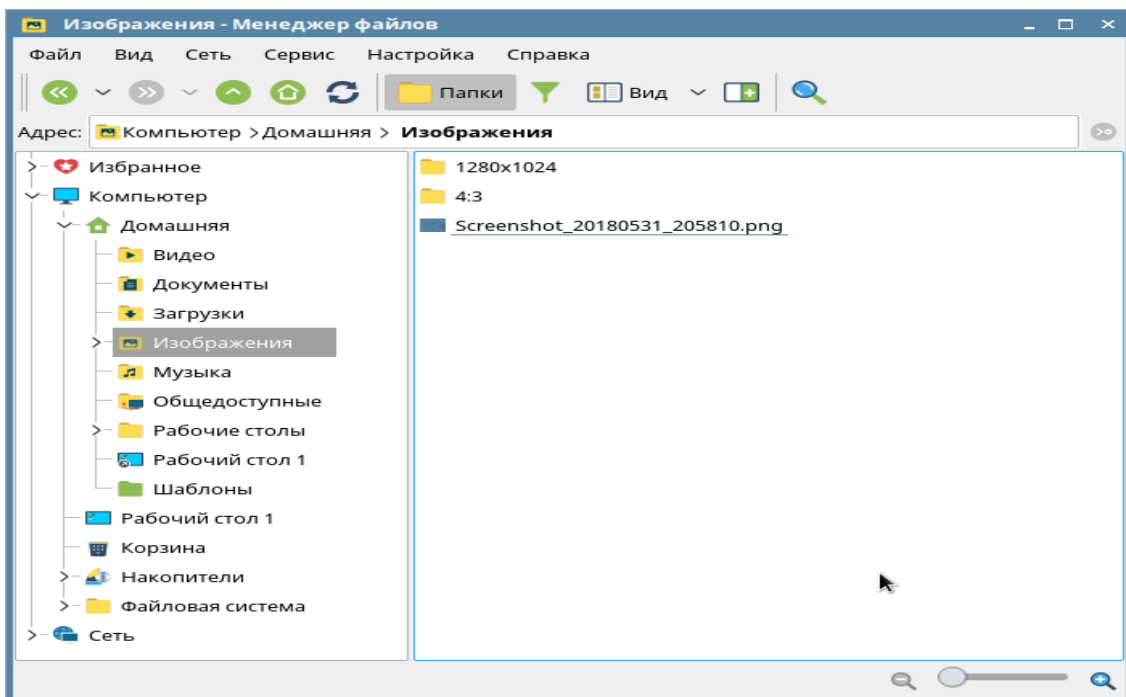 Изображения - Менеджер файлов
Файл Вид Сеть Сервис Настройка Справка
Папки Вид
Адрес: Компьютер > Домашняя > Изображения
Избранное
Компьютер
Домашняя
Видео
Документы
Загрузки
Изображения
Музыка
Общедоступные
Рабочие столы
Рабочий стол 1
Шаблоны
Рабочий стол 1
Корзина
Накопители
Файловая система
Сеть
1280x1024
4:3
Screenshot_20180531_205810.png